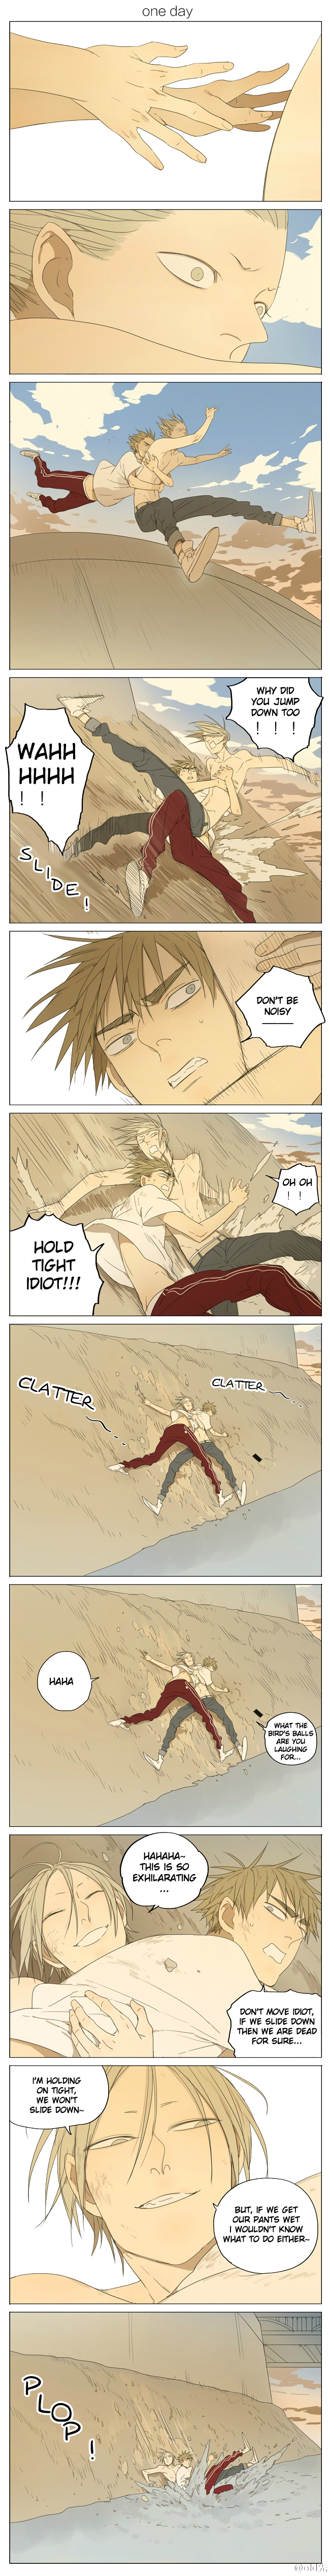 one day
WHY DID
YOU JUMP
DOWN TOO
！！！
WAHH
HHHH
！！
SLIDE!
DON'T BE
NOISY
———
OH OH
！！
HOLD
TIGHT
IDIOT!!!
CLATTER
CLATTER
HAHA
WHAT THE
BIRD'S BALLS
ARE YOU
LAUGHING
FOR...
HAHAHA~
THIS IS SO
EXHILARATING
...
DON'T MOVE IDIOT,
IF WE SLIDE DOWN
THEN WE ARE DEAD
FOR SURE...
I'M HOLDING
ON TIGHT,
WE WON'T
SLIDE DOWN~
BUT, IF WE GET
OUR PANTS WET
I WOULDN'T KNOW
WHAT TO DO EITHER~
PLOP!